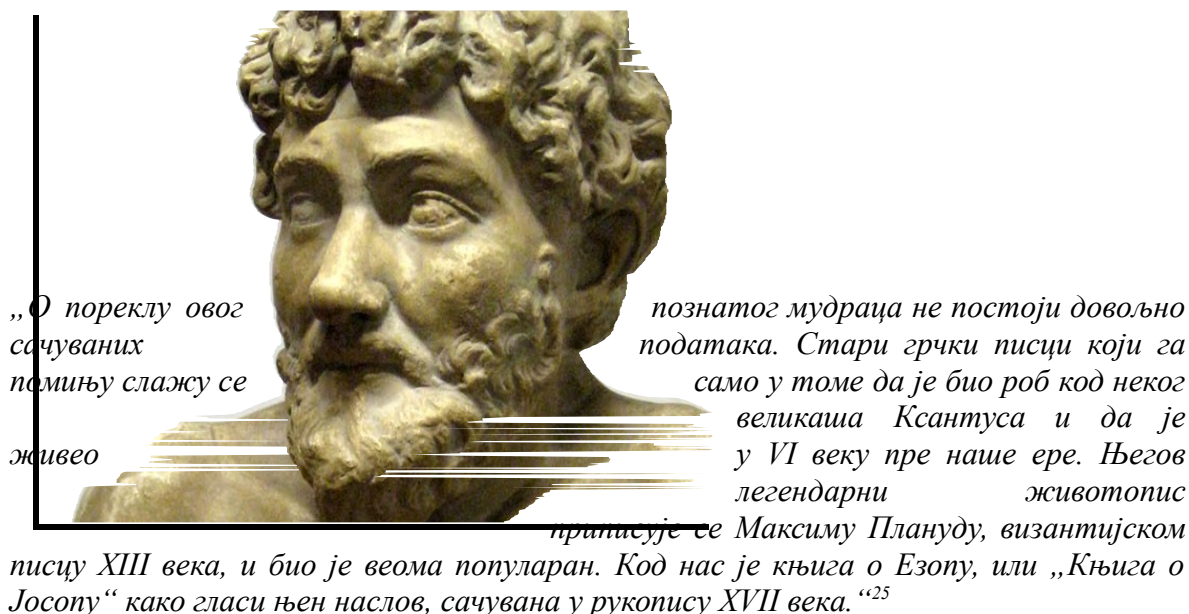 „О пореклу овог познатог мудраца не постоји довољно
сачуваних података. Стари грчки писци који га
помињу слажу се само у томе да је био роб код неког
великаша Ксантуса и да је
живео у VI веку пре наше ере. Његов
легендарни животопис
приписује се Максиму Плануду, византијском
писцу XIII века, и био је веома популаран. Код нас је књига о Езопу, или „Књига о
Јосопу“ како гласи њен наслов, сачувана у рукопису XVII века.“25